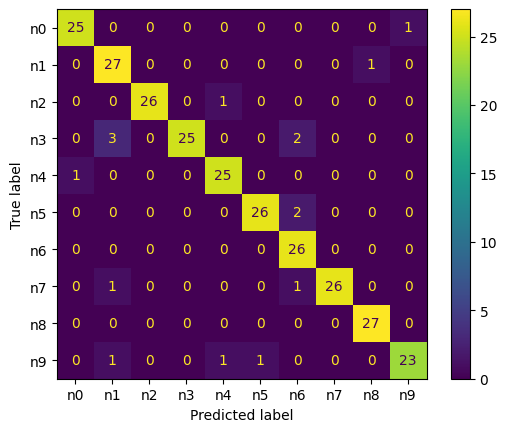 n0 25 0 0 0 0 0 0 0 0 1
n1 0 27 0 0 0 0 0 0 1 0
n2 0 0 26 0 1 0 0 0 0 0
n3 0 3 0 25 0 0 2 0 0 0
n4 1 0 0 0 25 0 0 0 0 0
n5 0 0 0 0 0 26 2 0 0 0
n6 0 0 0 0 0 0 26 0 0 0
n7 0 1 0 0 0 0 1 26 0 0
n8 0 0 0 0 0 0 0 0 27 0
n9 0 1 0 0 1 1 0 0 0 23
n0 n1 n2 n3 n4 n5 n6 n7 n8 n9
Predicted label
True label
25
20
15
10
5
0